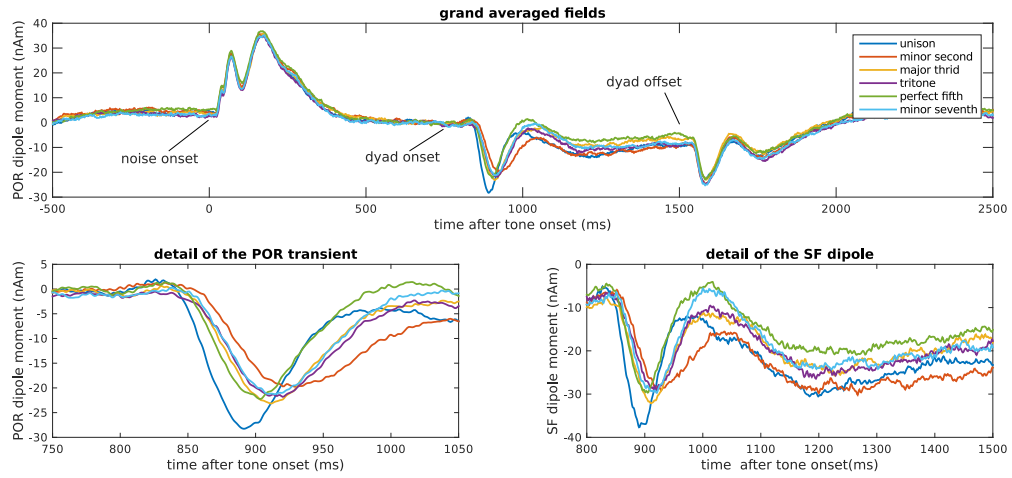 grand averaged fields
POR dipole moment (nAm)
40
30
20
10
0
-10
-20
-30
-500
0
500
1000
1500
2000
2500
time after tone onset (ms)
noise onset
dyad onset
dyad offset
unison
minor second
major thrid
tritone
perfect fifth
minor seventh
detail of the POR transient
POR dipole moment (nAm)
5
0
-5
-10
-15
-20
-25
-30
750
800
850
900
950
1000
1050
time after tone onset (ms)
detail of the SF dipole
SF dipole moment (nAm)
0
-10
-20
-30
-40
800
900
1000
1100
1200
1300
1400
1500
time after tone onset(ms)